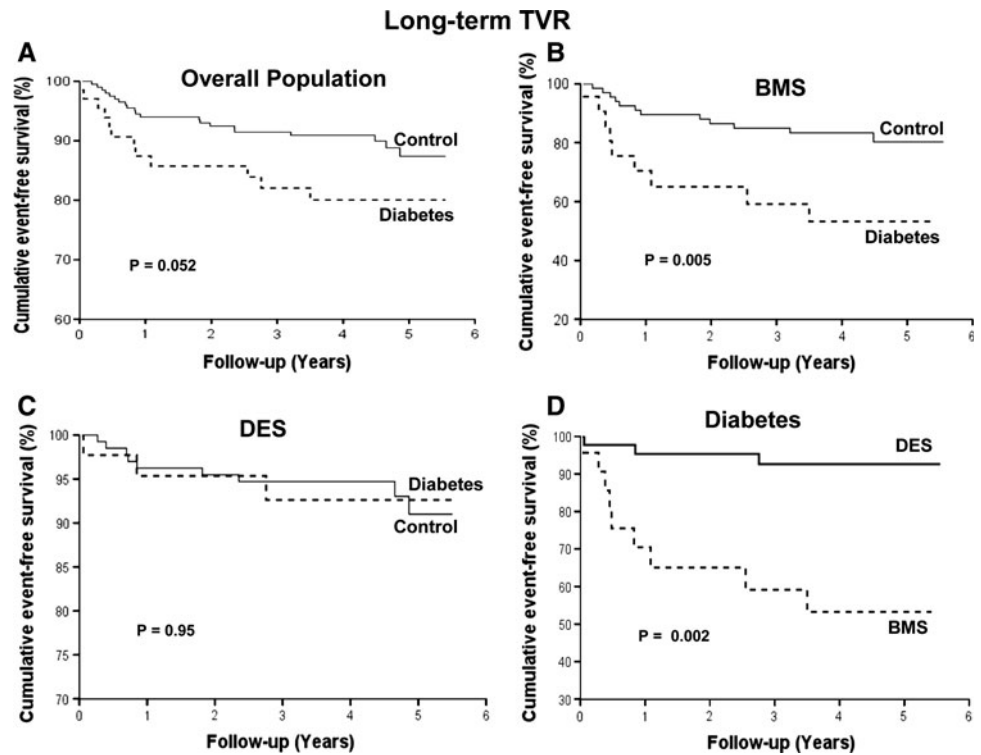 Long-term TVR
A
Overall Population
Cumulative event-free survival (%)
100
90
80
70
60
0 1 2 3 4 5 6
Follow-up (Years)
Control
Diabetes
P = 0.052
B
BMS
Cumulative event-free survival (%)
100
80
60
40
20
0 1 2 3 4 5 6
Follow-up (Years)
Control
Diabetes
P = 0.005
C
DES
Cumulative event-free survival (%)
100
95
90
85
80
75
70
0 1 2 3 4 5 6
Follow-up (Years)
Diabetes
Control
P = 0.95
D
Diabetes
Cumulative event-free survival (%)
100
90
80
70
60
50
40
30
0 1 2 3 4 5 6
Follow-up (Years)
DES
BMS
P = 0.002